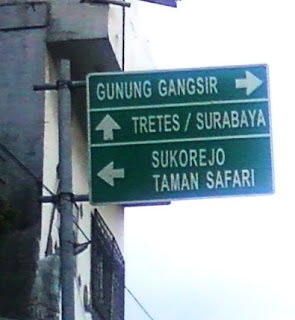 GUNUNG GANGSIR
TRETES / SURABAYA
SUKOREJO
TAMAN SAFARI